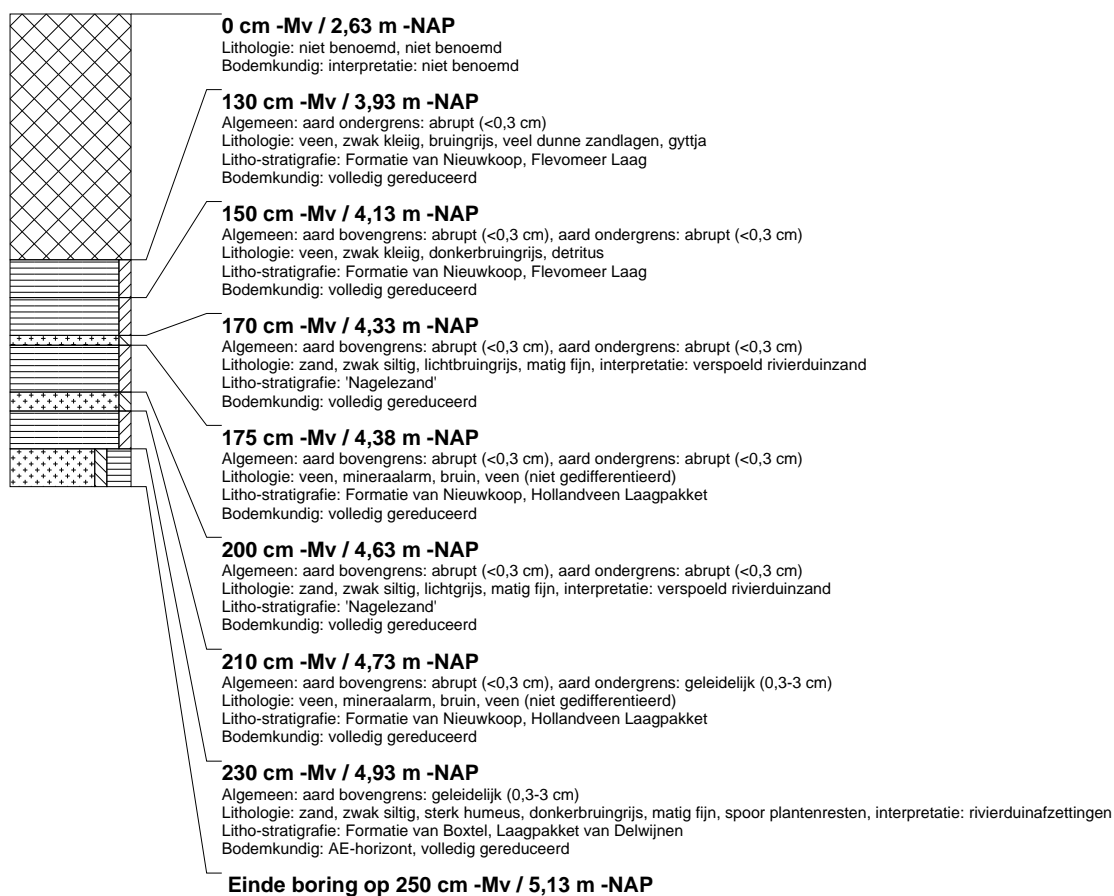 0 cm -Mv / 2,63 m -NAP
Lithologie: niet benoemd, niet benoemd
Bodemkundig: interpretatie: niet benoemd
130 cm -Mv / 3,93 m -NAP
Algemeen: aard ondergrens: abrupt (<0,3 cm)
Lithologie: veen, zwak kleiig, bruingrijs, veel dunne zandlagen, gyttja
Litho-stratigrafie: Formatie van Nieuwkoop, Flevomeer Laag
Bodemkundig: volledig gereduceerd
150 cm -Mv / 4,13 m -NAP
Algemeen: aard bovengrens: abrupt (<0,3 cm), aard ondergrens: abrupt (<0,3 cm)
Lithologie: veen, zwak kleiig, donkerbruingrijs, detritus
Litho-stratigrafie: Formatie van Nieuwkoop, Flevomeer Laag
Bodemkundig: volledig gereduceerd
170 cm -Mv / 4,33 m -NAP
Algemeen: aard bovengrens: abrupt (<0,3 cm), aard ondergrens: abrupt (<0,3 cm)
Lithologie: zand, zwak siltig, lichtbruingrijs, matig fijn, interpretatie: verspoeld rivierduinzand
Litho-stratigrafie: 'Nagelezand'
Bodemkundig: volledig gereduceerd
175 cm -Mv / 4,38 m -NAP
Algemeen: aard bovengrens: abrupt (<0,3 cm), aard ondergrens: abrupt (<0,3 cm)
Lithologie: veen, mineraalarm, bruin, veen (niet gedifferentieerd)
Litho-stratigrafie: Formatie van Nieuwkoop, Hollandveen Laagpakket
Bodemkundig: volledig gereduceerd
200 cm -Mv / 4,63 m -NAP
Algemeen: aard bovengrens: abrupt (<0,3 cm), aard ondergrens: abrupt (<0,3 cm)
Lithologie: zand, zwak siltig, lichtgrijs, matig fijn, interpretatie: verspoeld rivierduinzand
Litho-stratigrafie: 'Nagelezand'
Bodemkundig: volledig gereduceerd
210 cm -Mv / 4,73 m -NAP
Algemeen: aard bovengrens: abrupt (<0,3 cm), aard ondergrens: geleidelijk (0,3-3 cm)
Lithologie: veen, mineraalarm, bruin, veen (niet gedifferentieerd)
Litho-stratigrafie: Formatie van Nieuwkoop, Hollandveen Laagpakket
Bodemkundig: volledig gereduceerd
230 cm -Mv / 4,93 m -NAP
Algemeen: aard bovengrens: geleidelijk (0,3-3 cm)
Lithologie: zand, zwak siltig, sterk humeus, donkerbruingrijs, matig fijn, spoor plantenresten, interpretatie: rivierduinafzettingen
Litho-stratigrafie: Formatie van Boxtel, Laagpakket van Delwijnen
Bodemkundig: AE-horizont, volledig gereduceerd
Einde boring op 250 cm -Mv / 5,13 m -NAP